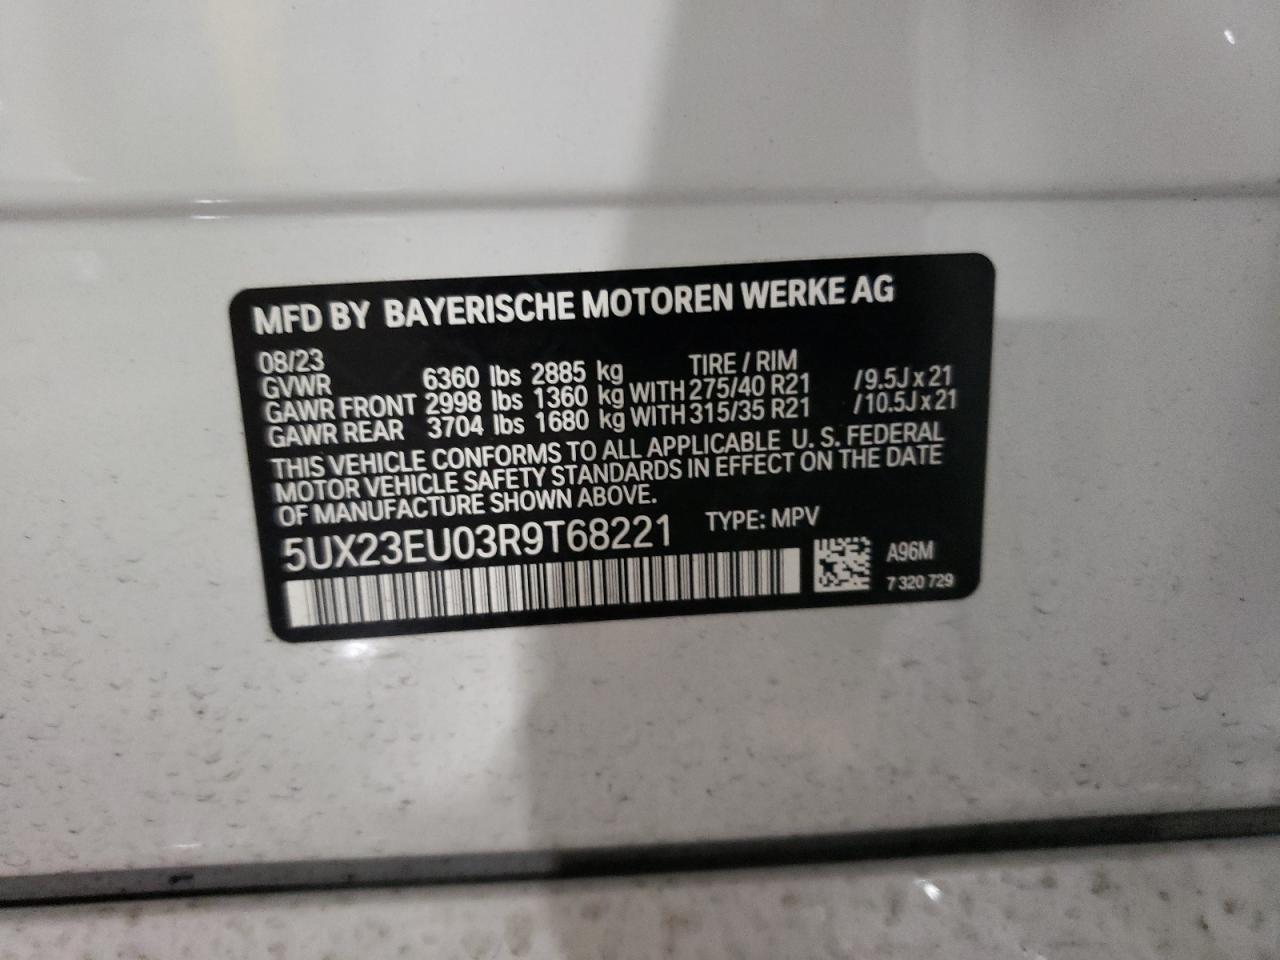 MFD BY BAYERISCHE MOTOREN WERKE AG
08/23 TIRE / RIM
GVWR 6360 lbs 2885 kg
GAWR FRONT 2998 lbs 1360 kg WITH 275/40 R21 /9.5J x 21
GAWR REAR 3704 lbs 1680 kg WITH 315/35 R21 /10.5J x 21
THIS VEHICLE CONFORMS TO ALL APPLICABLE U. S. FEDERAL
MOTOR VEHICLE SAFETY STANDARDS IN EFFECT ON THE DATE
OF MANUFACTURE SHOWN ABOVE.
5UX23EU03R9T68221 TYPE: MPV
A96M
7 320 729